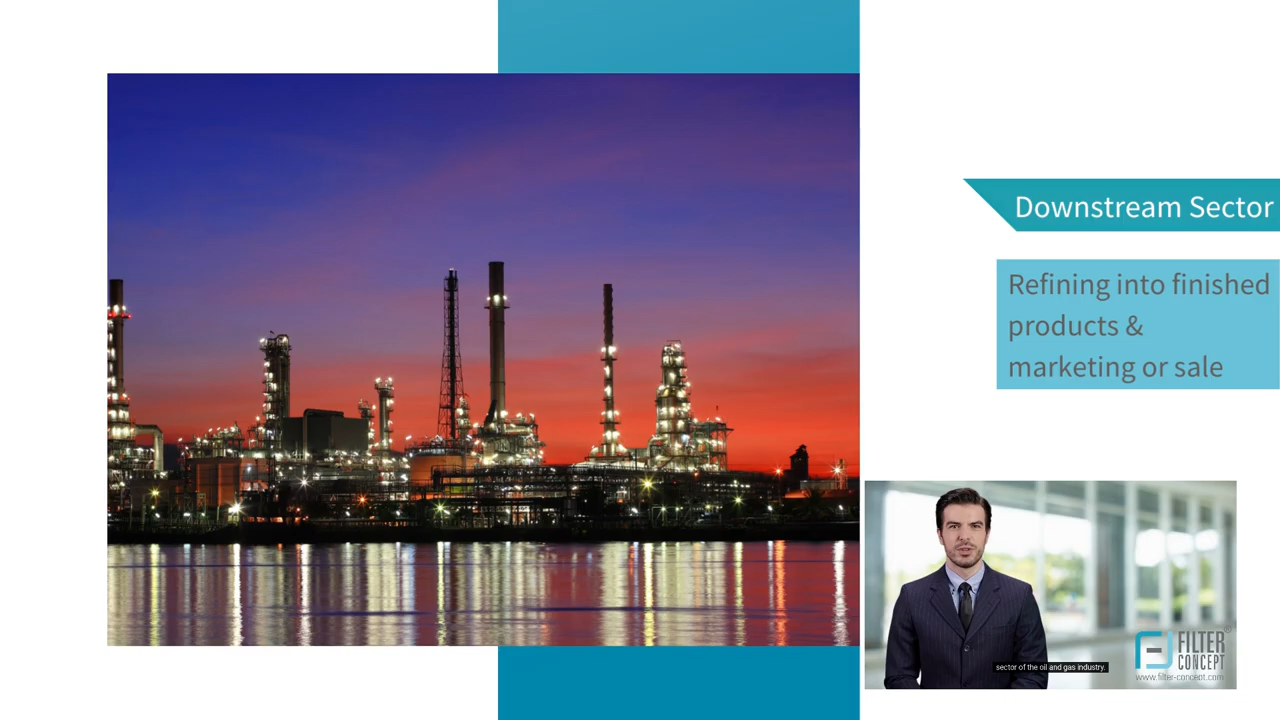 Downstream Sector
Refining into finished
products &
marketing or sale
sector of the oil and gas industry.
FILTER
CONCEPT
®
www.filter-concept.com